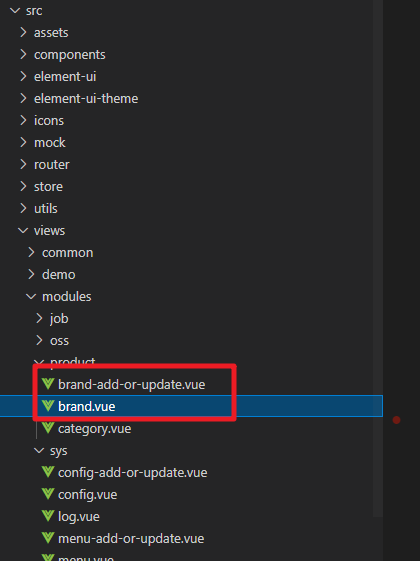 src
assets
components
element-ui
element-ui-theme
icons
mock
router
store
utils
views
common
demo
modules
job
oss
product
brand-add-or-update.vue
brand.vue
category.vue
sys
config-add-or-update.vue
config.vue
log.vue
menu-add-or-update.vue
menu.vue